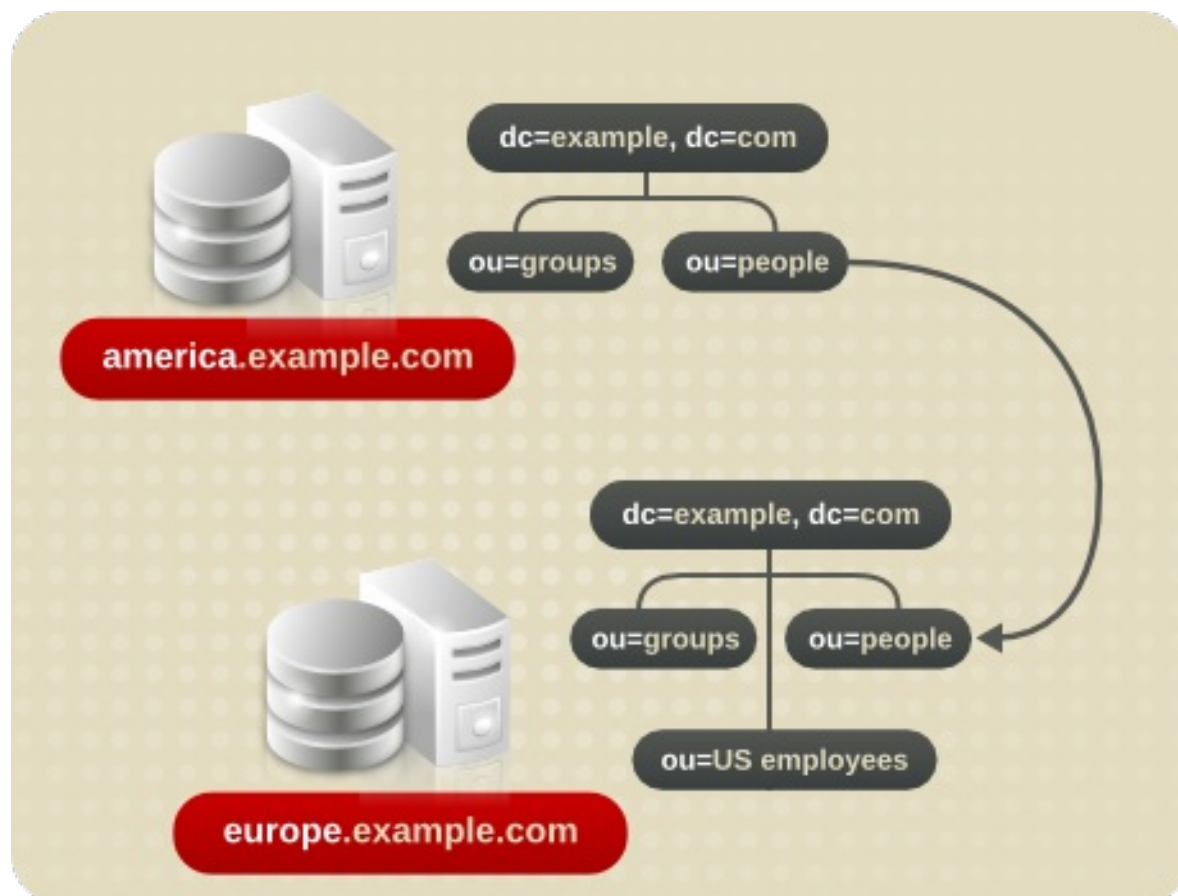 dc=example, dc=com
ou=groups
ou=people
america.example.com
dc=example, dc=com
ou=groups
ou=people
ou=US employees
europe.example.com